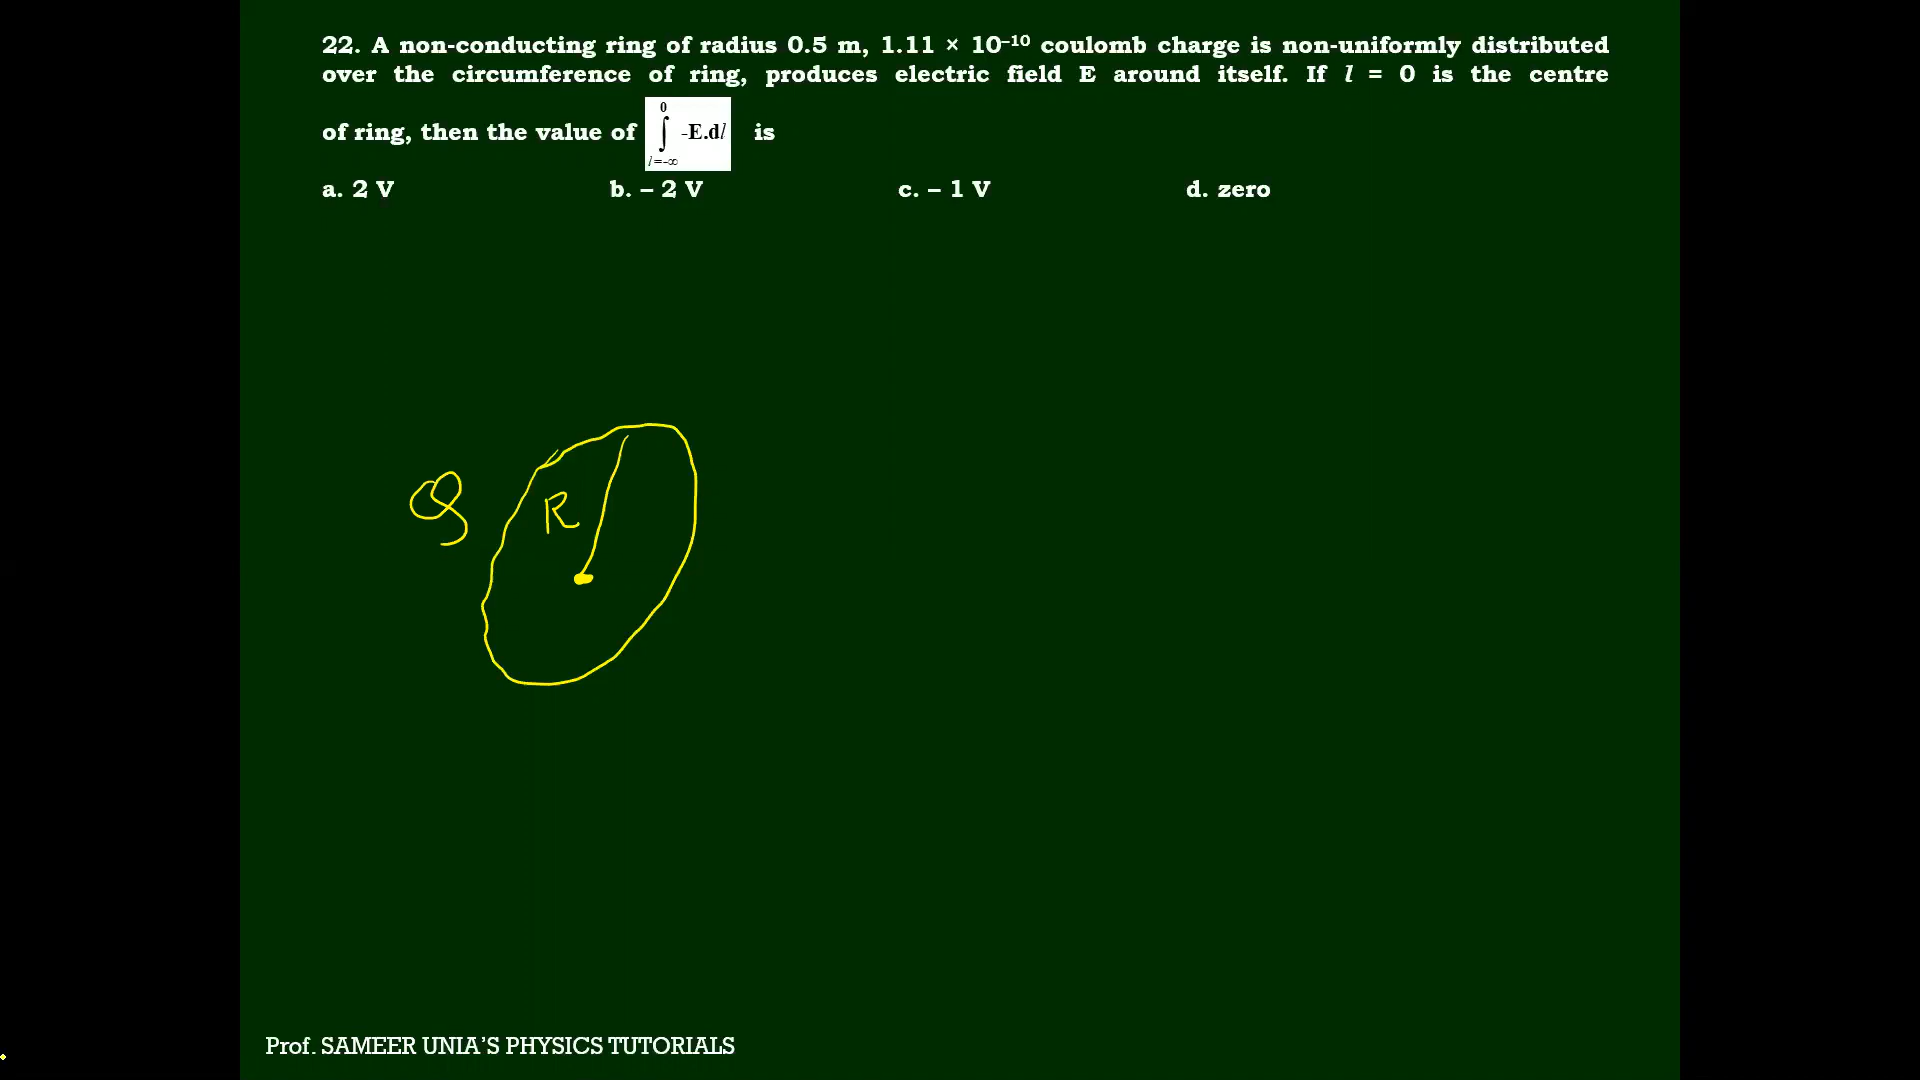 22. A non-conducting ring of radius 0.5 m, 1.11 × 10⁻¹⁰ coulomb charge is non-uniformly distributed
over the circumference of ring, produces electric field E around itself. If l = 0 is the centre
of ring, then the value of ∫_{l=-∞}^{0} -E.dl is
a. 2 V b. – 2 V c. – 1 V d. zero
Q
R
Prof. SAMEER UNIA’S PHYSICS TUTORIALS